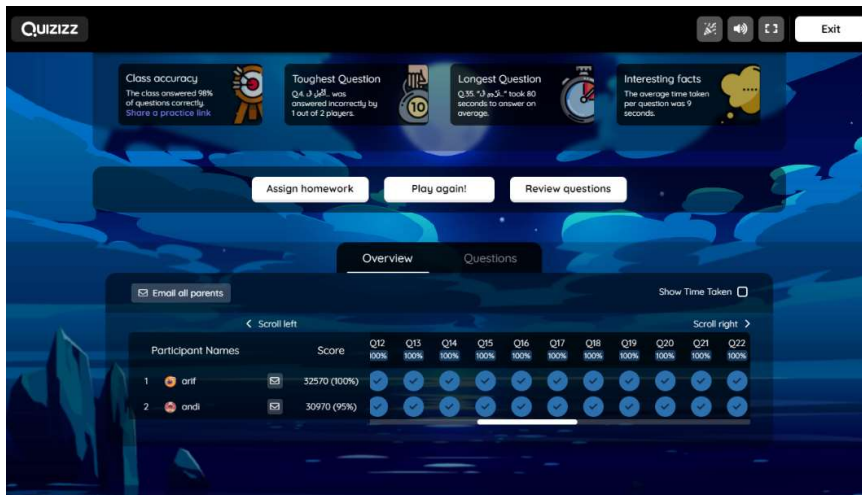 Quizizz
Exit
Class accuracy
The class answered 98%
of questions correctly.
Share a practice link
Toughest Question
Q4. was
answered incorrectly by
1 out of 2 players.
10
Longest Question
Q35. took 80
seconds to answer on
average.
Interesting facts
The average time taken
per question was 9
seconds.
Assign homework
Play again!
Review questions
Overview
Questions
Email all parents
Show Time Taken
Scroll left
Scroll right
Participant Names Score Q12 Q13 Q14 Q15 Q16 Q17 Q18 Q19 Q20 Q21 Q22
100% 100% 100% 100% 100% 100% 100% 100% 100% 100% 100%
1 arif 32570 (100%)
2 andi 30970 (95%)